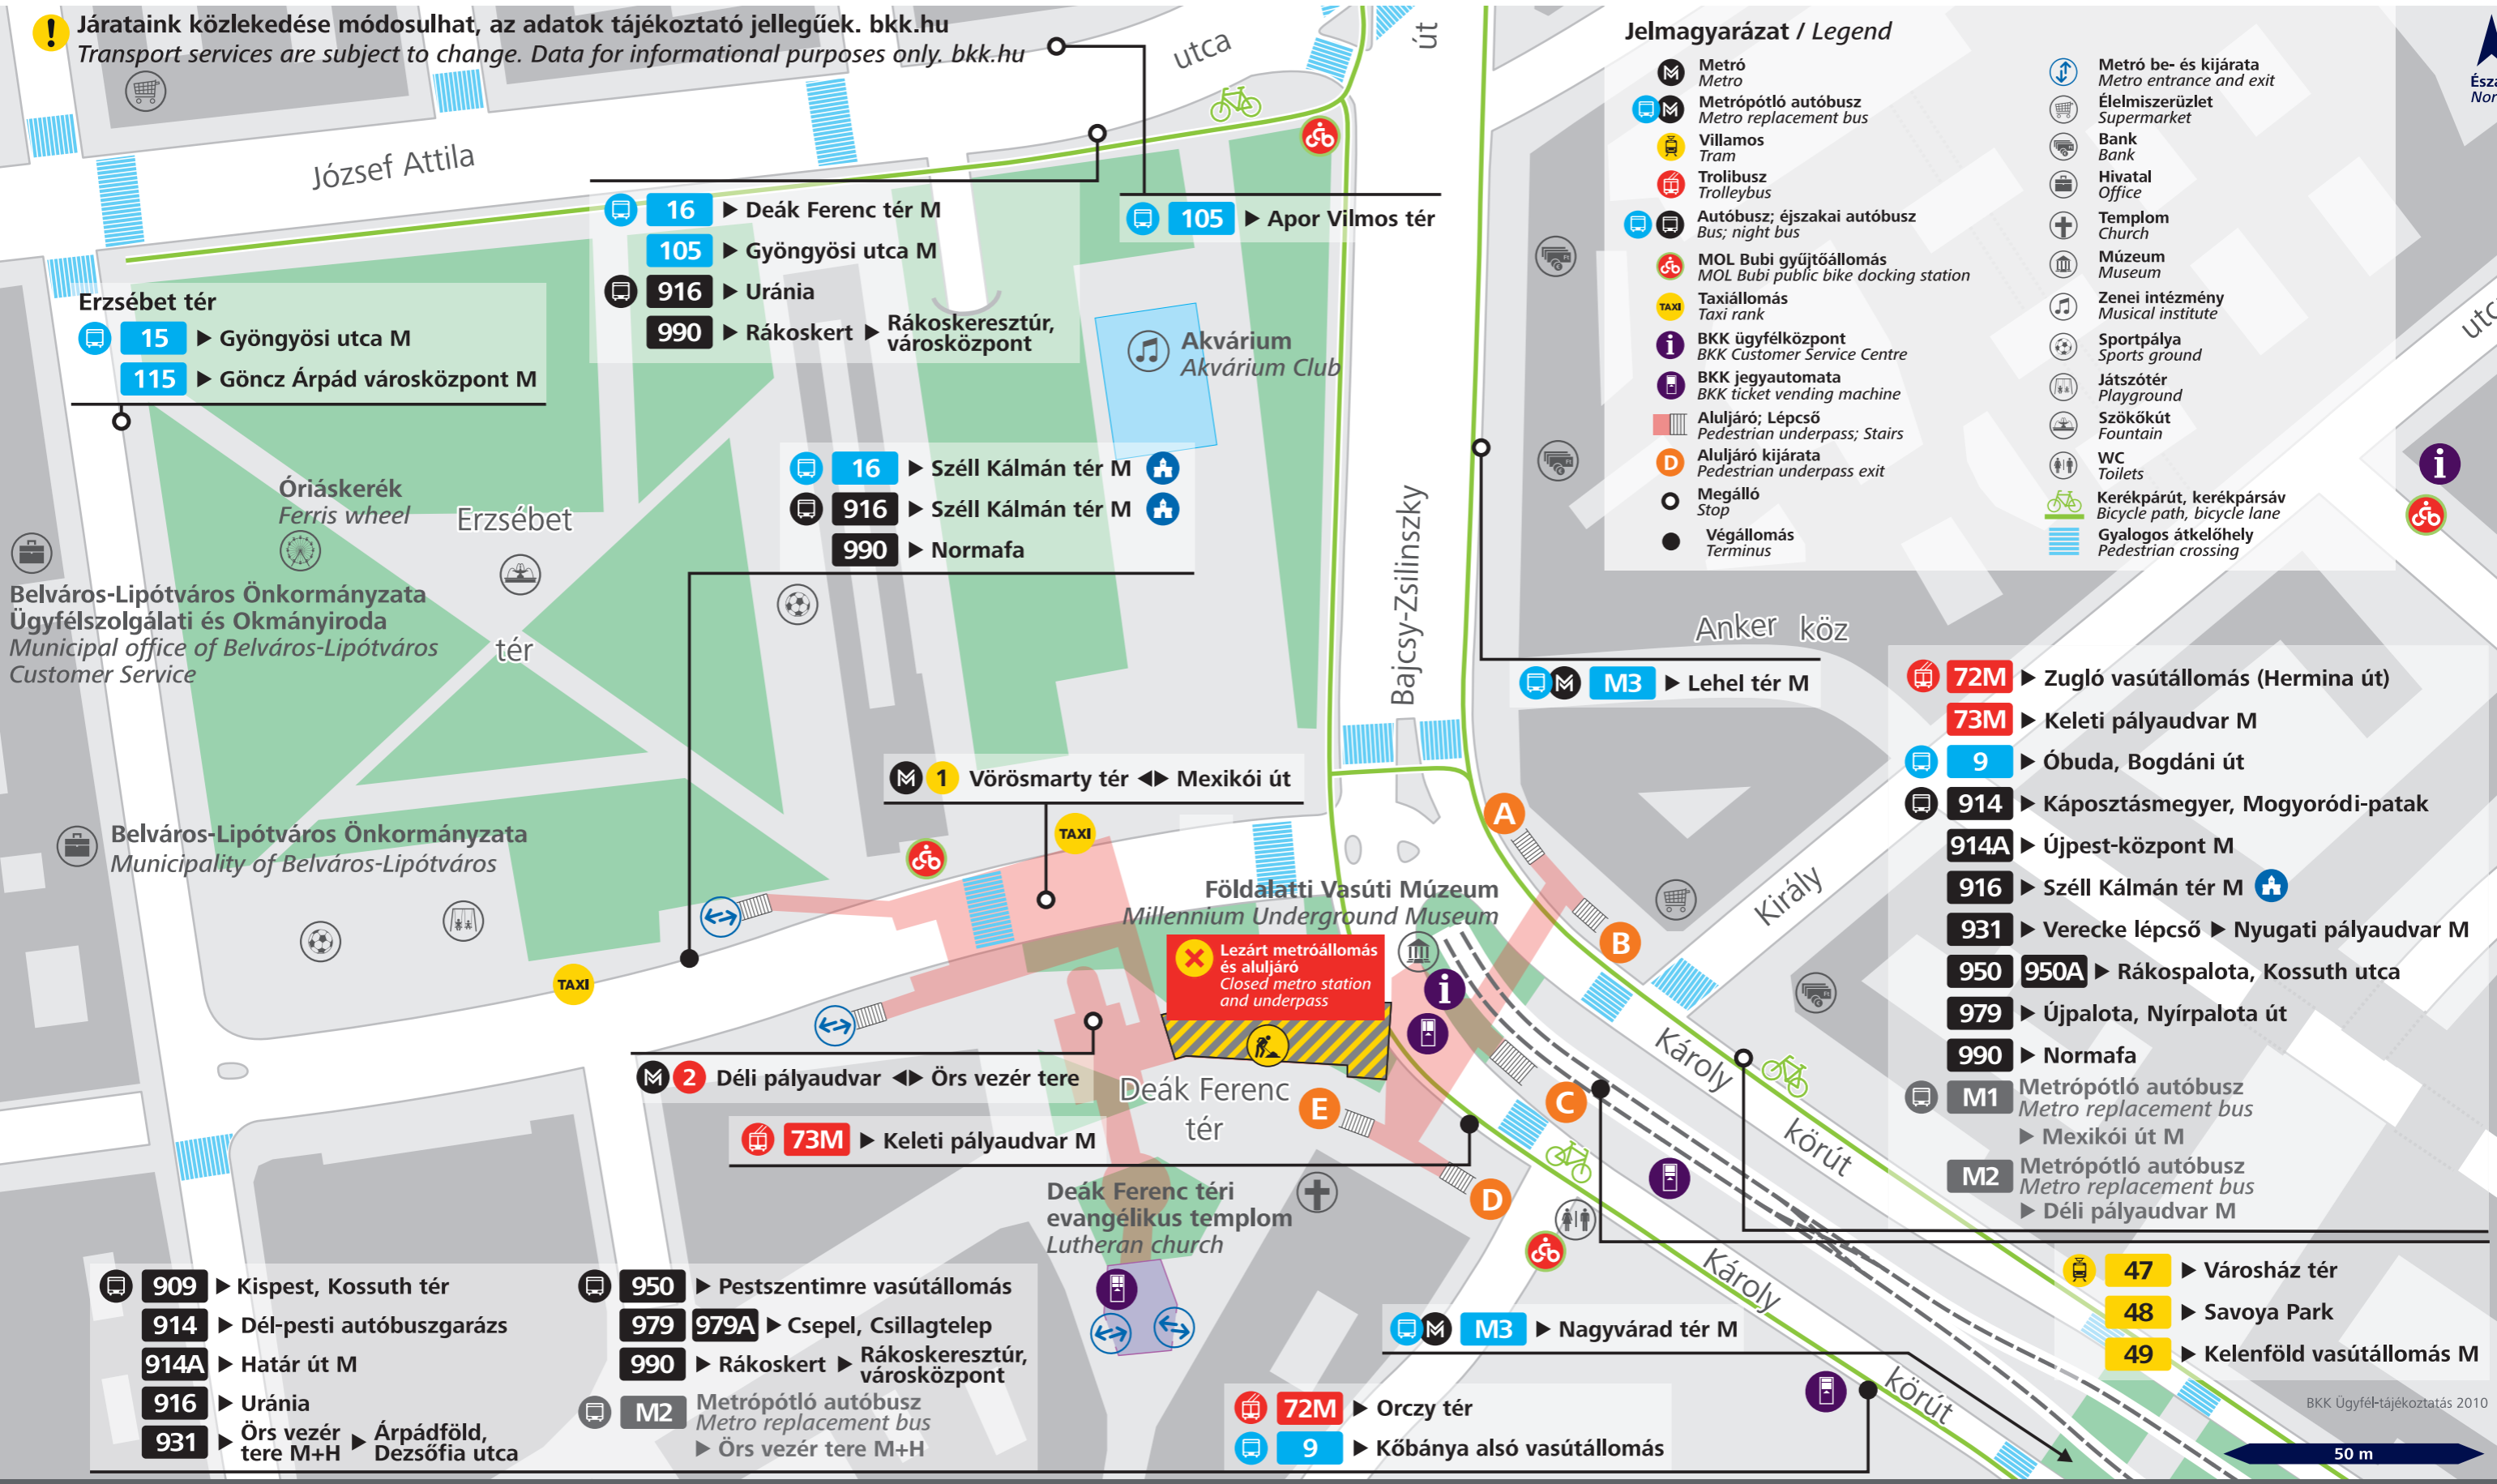 Járataink közlekedése módosulhat, az adatok tájékoztató jellegűek. bkk.hu
Transport services are subject to change. Data for informational purposes only. bkk.hu
utca
út
József Attila
16 Deák Ferenc tér M
105 Gyöngyösi utca M
916 Uránia
990 Rákoskert Rákoskeresztúr,
városközpont
105 Apor Vilmos tér
Erzsébet tér
15 Gyöngyösi utca M
115 Göncz Árpád városközpont M
Akvárium
Akvárium Club
16 Széll Kálmán tér M
916 Széll Kálmán tér M
990 Normafa
Óriáskerék
Ferris wheel
Erzsébet
tér
Belváros-Lipótváros Önkormányzata
Ügyfélszolgálati és Okmányiroda
Municipal office of Belváros-Lipótváros
Customer Service
Belváros-Lipótváros Önkormányzata
Municipality of Belváros-Lipótváros
TAXI
Bajcsy-Zsilinszky
Jelmagyarázat / Legend
Metró
Metro
Metrópótló autóbusz
Metro replacement bus
Villamos
Tram
Trolibusz
Trolleybus
Autóbusz; éjszakai autóbusz
Bus; night bus
MOL Bubi gyűjtőállomás
MOL Bubi public bike docking station
TAXI
Taxiállomás
Taxi rank
i
BKK ügyfélközpont
BKK Customer Service Centre
BKK jegyautomata
BKK ticket vending machine
Aluljáró; Lépcső
Pedestrian underpass; Stairs
D
Aluljáró kijárata
Pedestrian underpass exit
Megálló
Stop
Végállomás
Terminus
Metró be- és kijárata
Metro entrance and exit
Élelmiszerüzlet
Supermarket
Bank
Bank
Hivatal
Office
Templom
Church
Múzeum
Museum
Zenei intézmény
Musical institute
Sportpálya
Sports ground
Játszótér
Playground
Szökőkút
Fountain
WC
Toilets
Kerékpárút, kerékpársáv
Bicycle path, bicycle lane
Gyalogos átkelőhely
Pedestrian crossing
i
Anker köz
M3 Lehel tér M
72M Zugló vasútállomás (Hermina út)
73M Keleti pályaudvar M
9 Óbuda, Bogdáni út
914 Káposztásmegyer, Mogyoródi-patak
914A Újpest-központ M
916 Széll Kálmán tér M
931 Verecke lépcső Nyugati pályaudvar M
950 950A Rákospalota, Kossuth utca
979 Újpalota, Nyírpalota út
990 Normafa
M1 Metrópótló autóbusz
Metro replacement bus
Mexikói út M
M2 Metrópótló autóbusz
Metro replacement bus
Déli pályaudvar M
M 1 Vörösmarty tér Mexikói út
TAXI
A
B
Király
Földalatti Vasúti Múzeum
Millennium Underground Museum
Lezárt metróállomás
és aluljáró
Closed metro station
and underpass
i
M 2 Déli pályaudvar Örs vezér tere
Deák Ferenc
tér
E
C
D
73M Keleti pályaudvar M
Károly
körút
Deák Ferenc téri
evangélikus templom
Lutheran church
Károly
körút
47 Városház tér
48 Savoya Park
49 Kelenföld vasútállomás M
909 Kispest, Kossuth tér
914 Dél-pesti autóbuszgarázs
914A Határ út M
916 Uránia
931 Örs vezér
tere M+H Árpádföld,
Dezsőfia utca
950 Pestszentimre vasútállomás
979 979A Csepel, Csillagtelep
990 Rákoskert Rákoskeresztúr,
városközpont
M2 Metrópótló autóbusz
Metro replacement bus
Örs vezér tere M+H
M3 Nagyvárad tér M
72M Orczy tér
9 Kőbánya alsó vasútállomás
BKK Ügyfél-tájékoztatás 2010
50 m